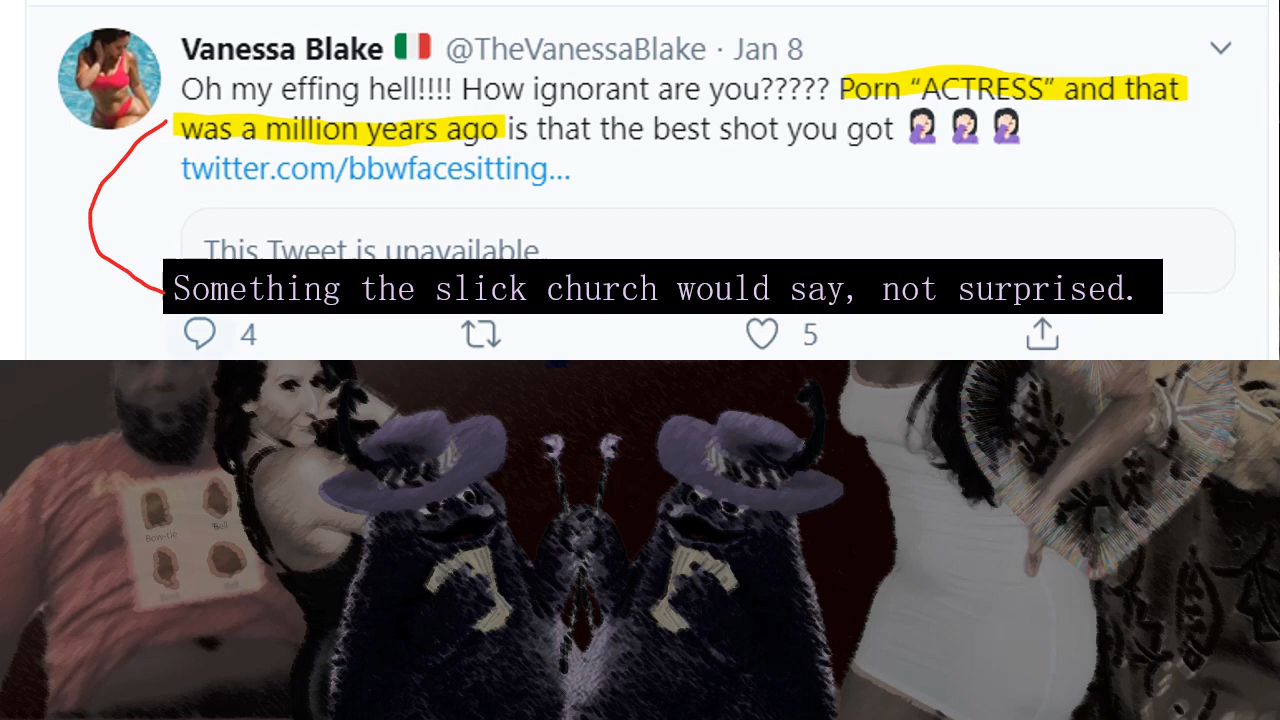 Vanessa Blake 🇮🇹 @TheVanessaBlake · Jan 8
Oh my effing hell!!!! How ignorant are you????? Porn “ACTRESS” and that
was a million years ago is that the best shot you got 🤦🏻‍♀️ 🤦🏻‍♀️ 🤦🏻‍♀️
twitter.com/bbwfacesitting...
This Tweet is unavailable.
Something the slick church would say, not surprised.
4 5
Bow-tie
Bell